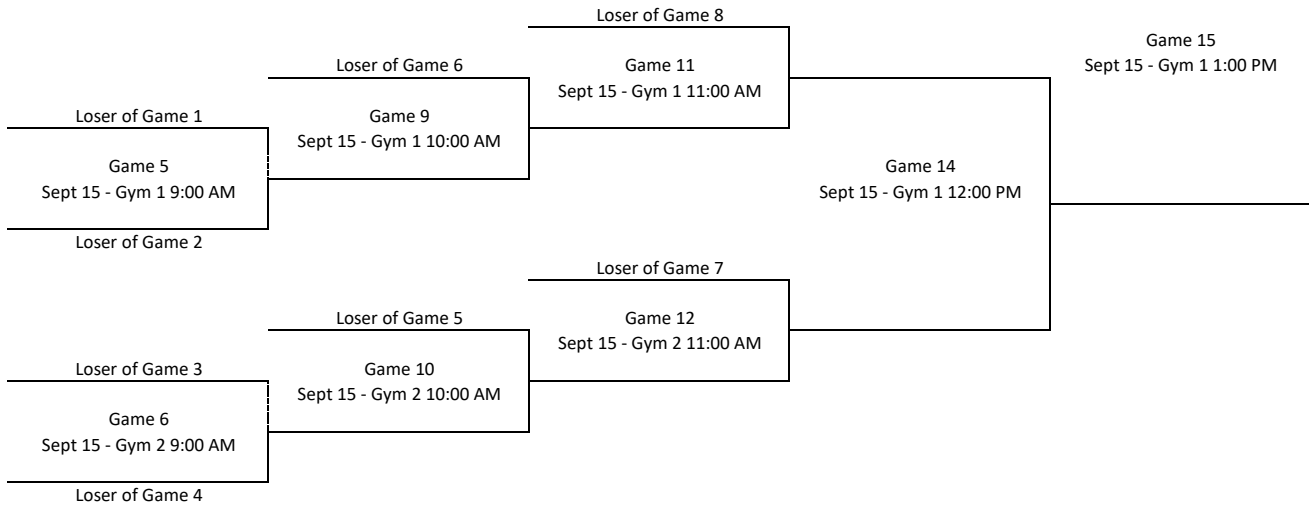 Loser of Game 8
Game 15
Sept 15 - Gym 1 1:00 PM
Loser of Game 6
Game 11
Sept 15 - Gym 1 11:00 AM
Loser of Game 1
Game 9
Sept 15 - Gym 1 10:00 AM
Game 5
Sept 15 - Gym 1 9:00 AM
Game 14
Sept 15 - Gym 1 12:00 PM
Loser of Game 2
Loser of Game 7
Loser of Game 5
Game 12
Sept 15 - Gym 2 11:00 AM
Loser of Game 3
Game 10
Sept 15 - Gym 2 10:00 AM
Game 6
Sept 15 - Gym 2 9:00 AM
Loser of Game 4